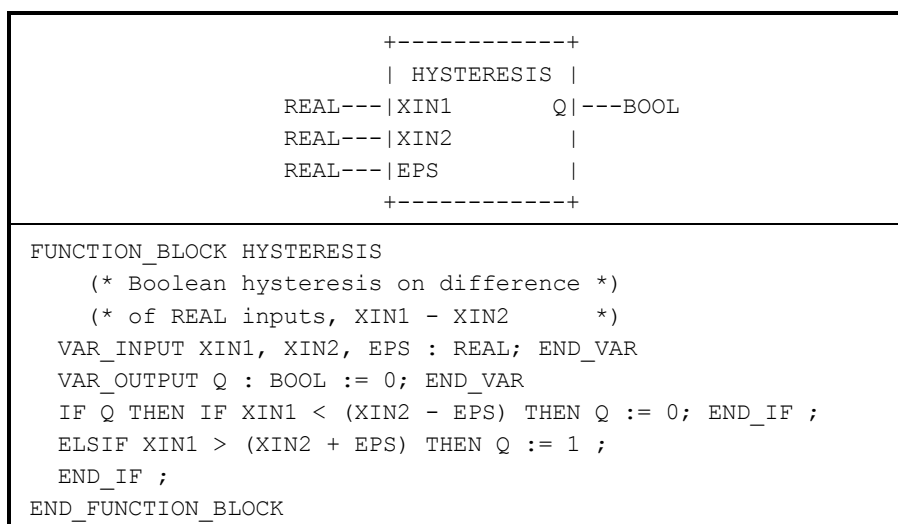 +------------+
| HYSTERESIS |
REAL---|XIN1 Q|---BOOL
REAL---|XIN2 |
REAL---|EPS |
+------------+
FUNCTION_BLOCK HYSTERESIS
(* Boolean hysteresis on difference *)
(* of REAL inputs, XIN1 - XIN2 *)
VAR_INPUT XIN1, XIN2, EPS : REAL; END_VAR
VAR_OUTPUT Q : BOOL := 0; END_VAR
IF Q THEN IF XIN1 < (XIN2 - EPS) THEN Q := 0; END_IF ;
ELSIF XIN1 > (XIN2 + EPS) THEN Q := 1 ;
END_IF ;
END_FUNCTION_BLOCK